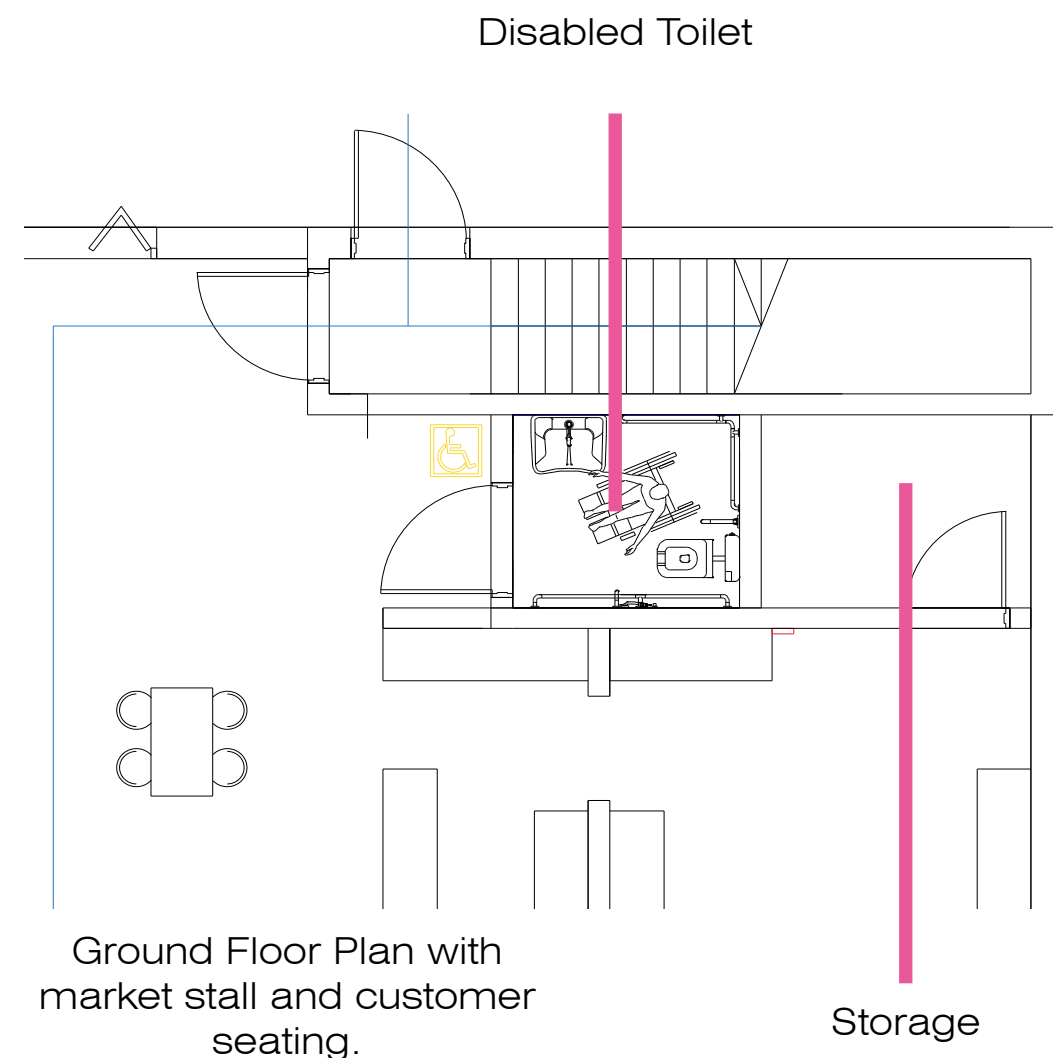 Disabled Toilet
Ground Floor Plan with
market stall and customer
seating.
Storage